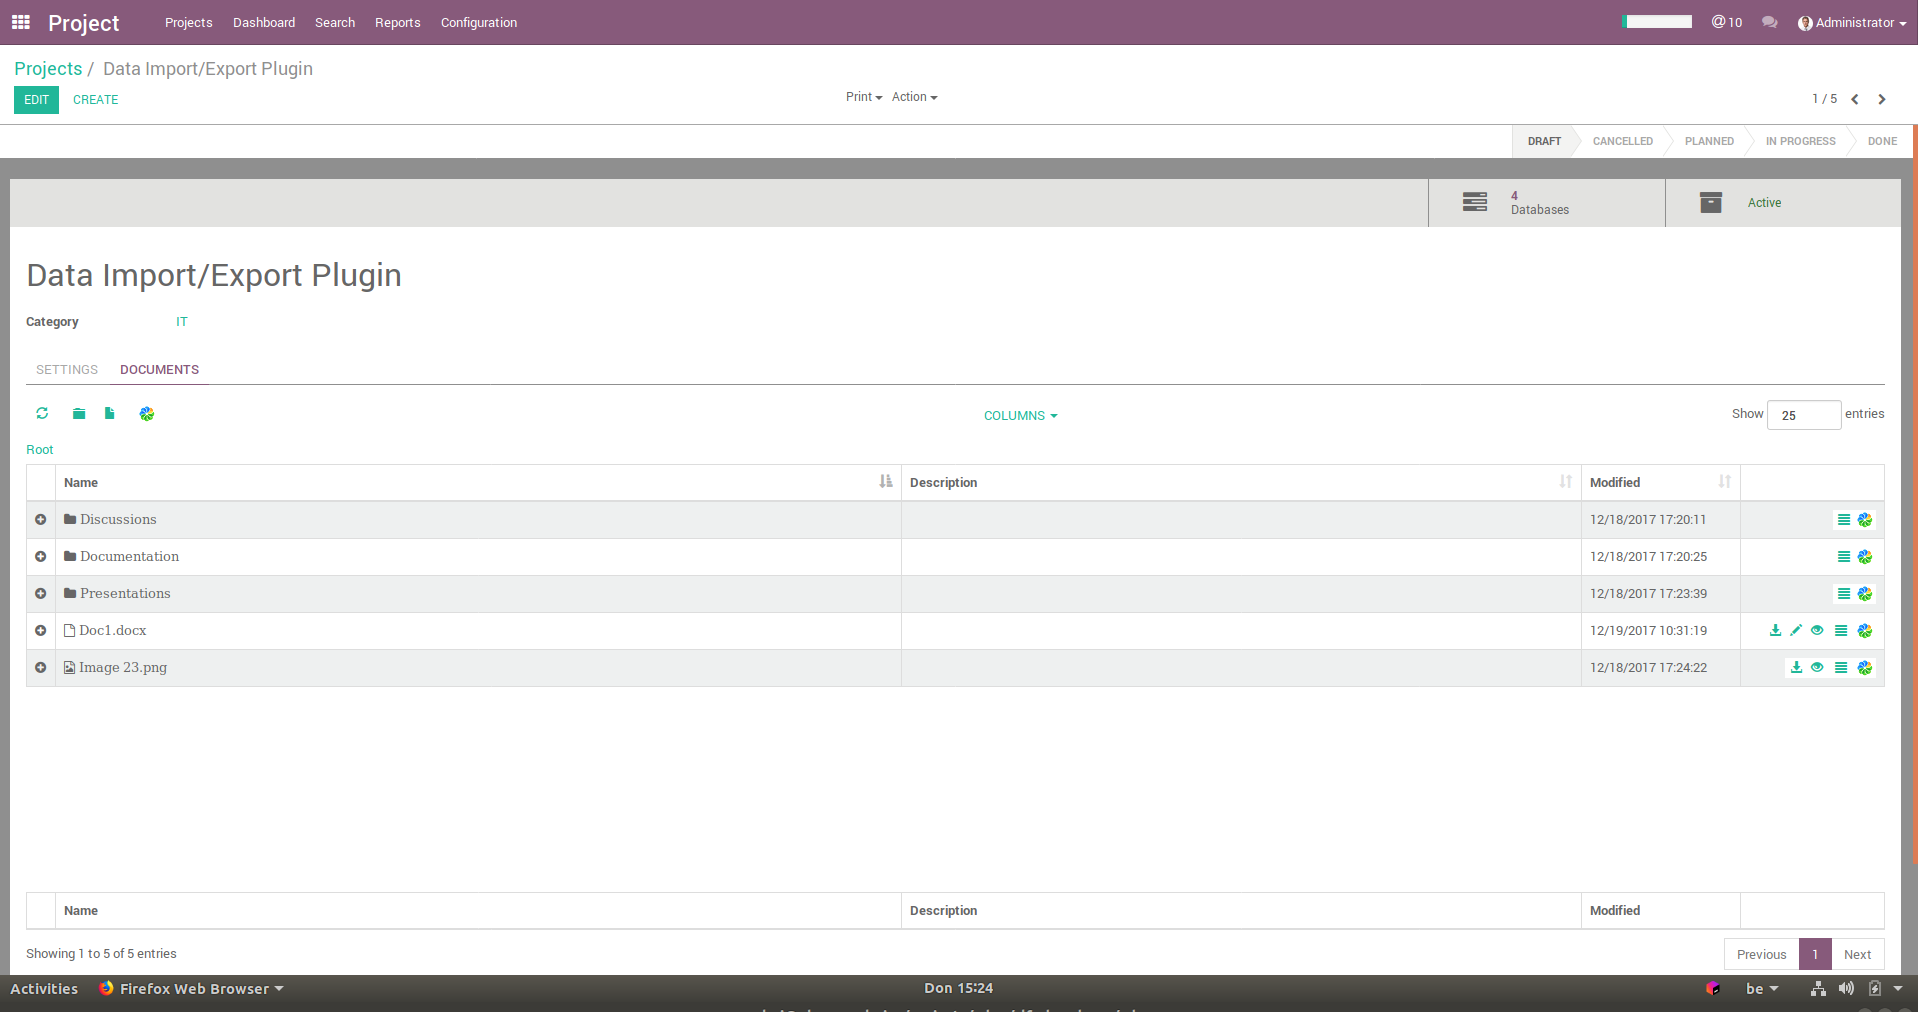 Project Projects Dashboard Search Reports Configuration @10 Administrator
Projects / Data Import/Export Plugin
EDIT CREATE Print Action 1 / 5
DRAFT CANCELLED PLANNED IN PROGRESS DONE
4
Databases
Active
Data Import/Export Plugin
Category IT
SETTINGS DOCUMENTS
COLUMNS Show 25 entries
Root
Name Description Modified
Discussions 12/18/2017 17:20:11
Documentation 12/18/2017 17:20:25
Presentations 12/18/2017 17:23:39
Doc1.docx 12/19/2017 10:31:19
Image 23.png 12/18/2017 17:24:22
Name Description Modified
Showing 1 to 5 of 5 entries Previous 1 Next
Activities Firefox Web Browser Don 15:24 be